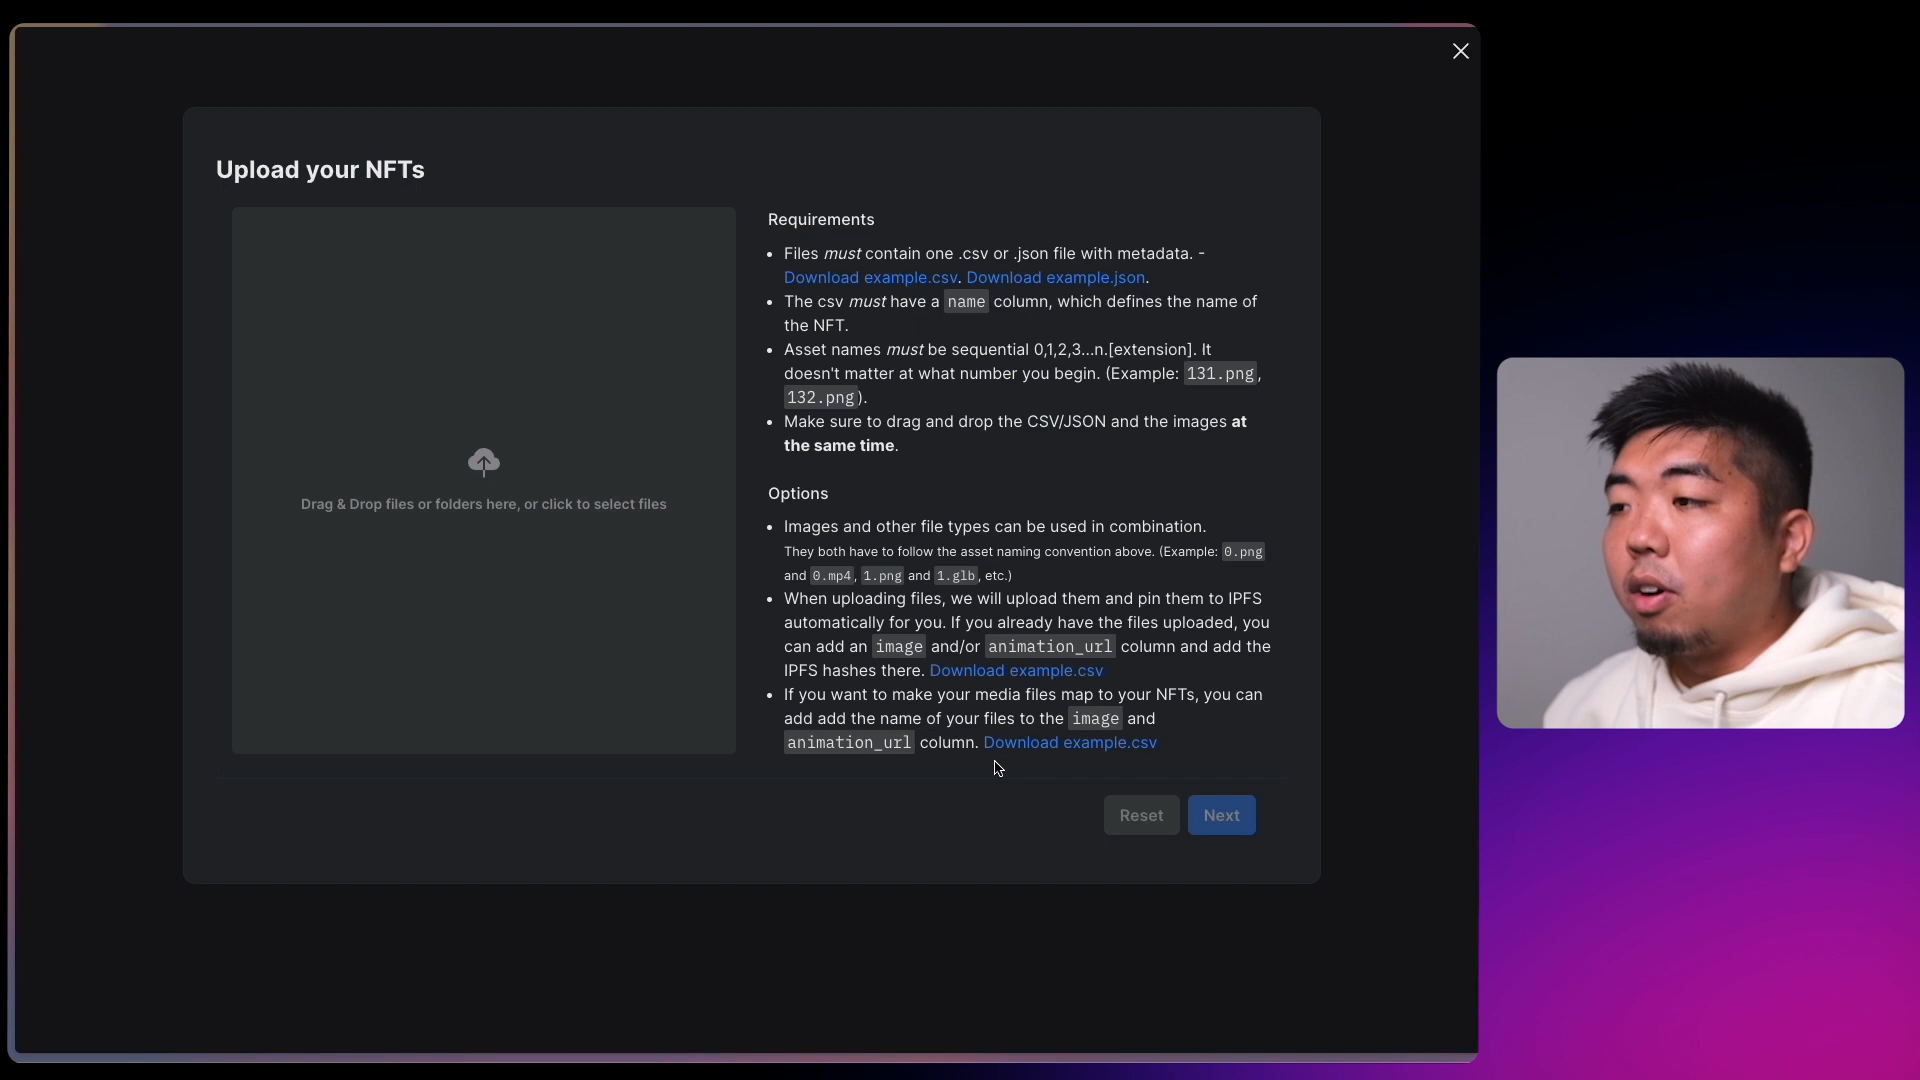 Upload your NFTs
Drag & Drop files or folders here, or click to select files
Requirements
Files must contain one .csv or .json file with metadata. -
Download example.csv. Download example.json.
The csv must have a name column, which defines the name of
the NFT.
Asset names must be sequential 0,1,2,3...n.[extension]. It
doesn't matter at what number you begin. (Example: 131.png,
132.png).
Make sure to drag and drop the CSV/JSON and the images at
the same time.
Options
Images and other file types can be used in combination.
They both have to follow the asset naming convention above. (Example: 0.png
and 0.mp4, 1.png and 1.glb, etc.)
When uploading files, we will upload them and pin them to IPFS
automatically for you. If you already have the files uploaded, you
can add an image and/or animation_url column and add the
IPFS hashes there. Download example.csv
If you want to make your media files map to your NFTs, you can
add add the name of your files to the image and
animation_url column. Download example.csv
Reset
Next